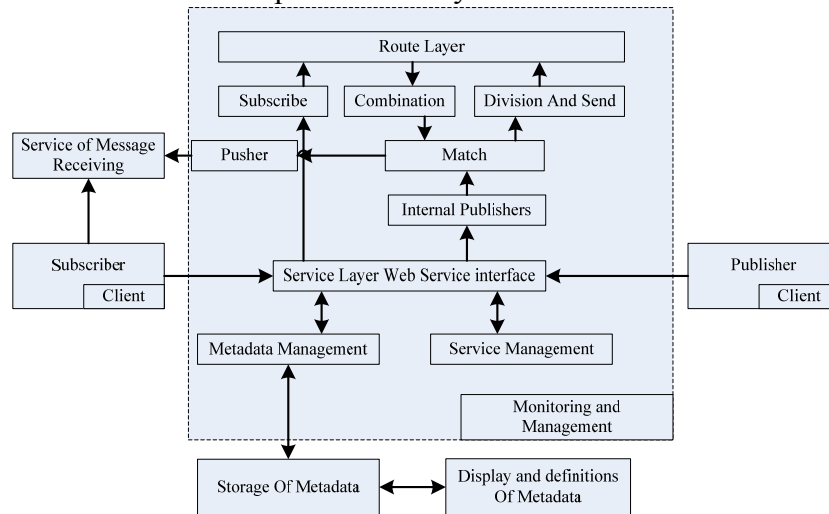 Route Layer
Subscribe
Combination
Division And Send
Service of Message
Receiving
Pusher
Match
Internal Publishers
Subscriber
Client
Service Layer Web Service interface
Publisher
Client
Metadata Management
Service Management
Monitoring and
Management
Storage Of Metadata
Display and definitions
Of Metadata